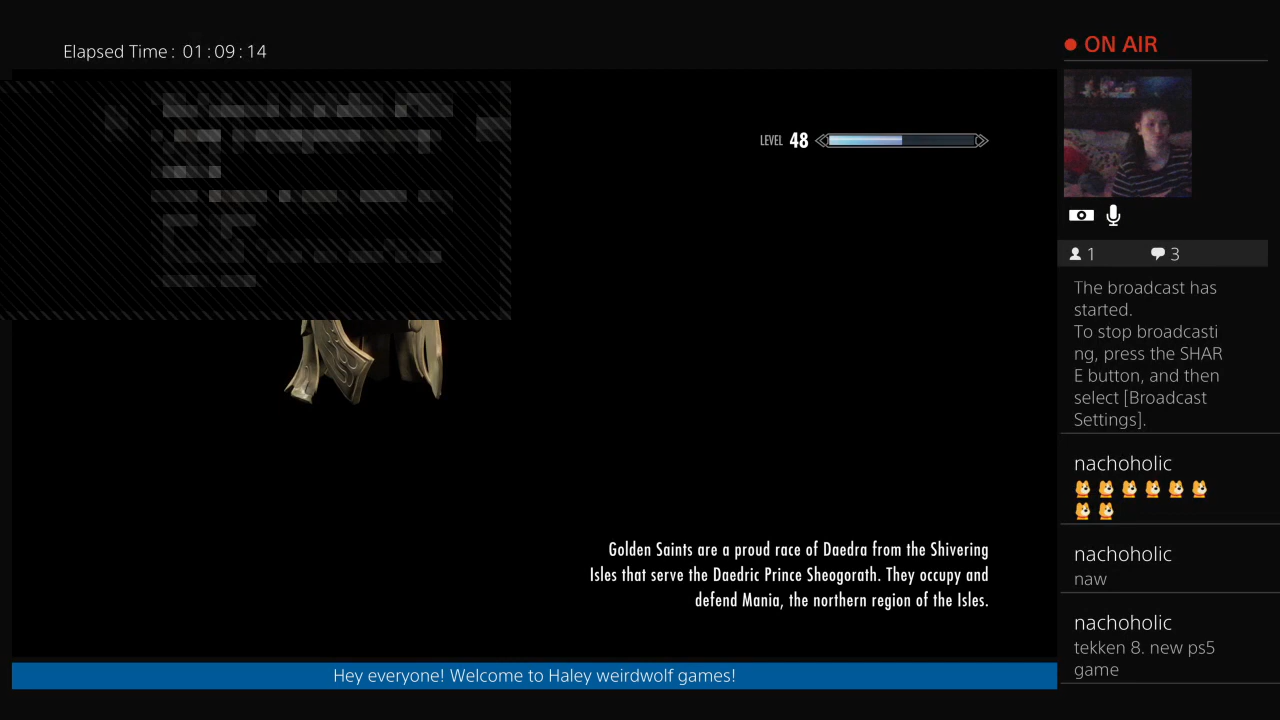 Elapsed Time: 01:09:14
ON AIR
LEVEL 48
1 3
The broadcast has
started.
To stop broadcasti
ng, press the SHAR
E button, and then
select [Broadcast
Settings].
nachoholic
nachoholic
naw
nachoholic
tekken 8. new ps5
game
Golden Saints are a proud race of Daedra from the Shivering
Isles that serve the Daedric Prince Sheogorath. They occupy and
defend Mania, the northern region of the Isles.
Hey everyone! Welcome to Haley weirdwolf games!